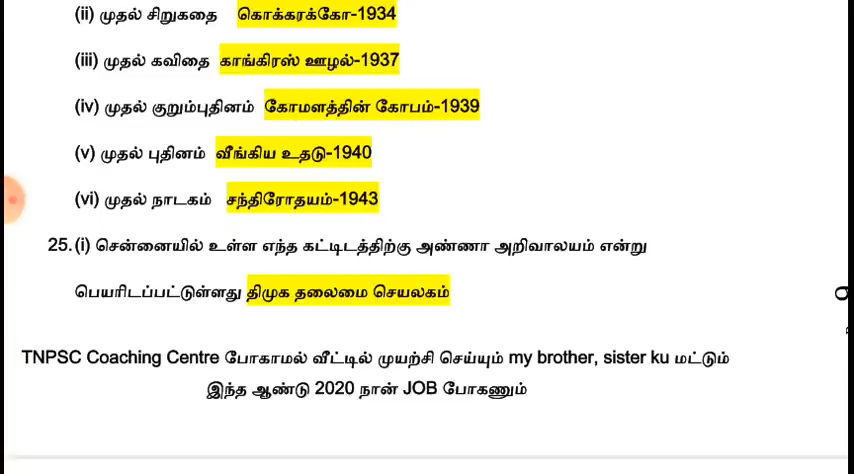 (ii) முதல் சிறுகதை கொக்கரக்கோ-1934
(iii) முதல் கவிதை காங்கிரஸ் ஊழல்-1937
(iv) முதல் குறும்புதினம் கோமளத்தின் கோபம்-1939
(v) முதல் புதினம் வீங்கிய உதடு-1940
(vi) முதல் நாடகம் சந்திரோதயம்-1943
25.(i) சென்னையில் உள்ள எந்த கட்டிடத்திற்கு அண்ணா அறிவாலயம் என்று
பெயரிடப்பட்டுள்ளது திமுக தலைமை செயலகம்
TNPSC Coaching Centre போகாமல் வீட்டில் முயற்சி செய்யும் my brother, sister ku மட்டும்
இந்த ஆண்டு 2020 நான் JOB போகணும்